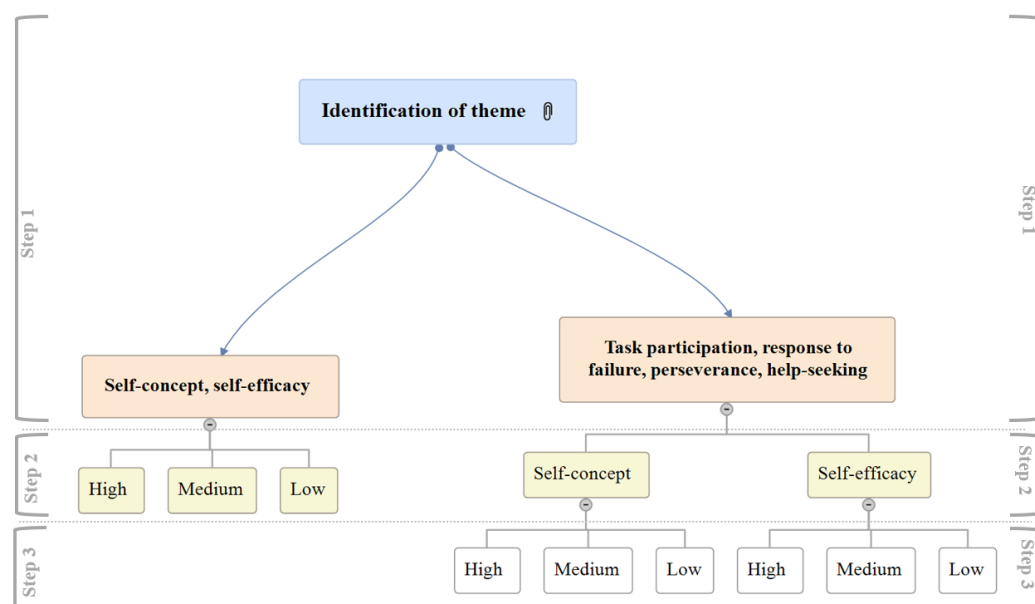 Step 1
Step 1
Identification of theme
Self-concept, self-efficacy
Task participation, response to
failure, perseverance, help-seeking
Step 2
High
Medium
Low
Self-concept
Self-efficacy
Step 2
Step 3
High
Medium
Low
High
Medium
Low
Step 3